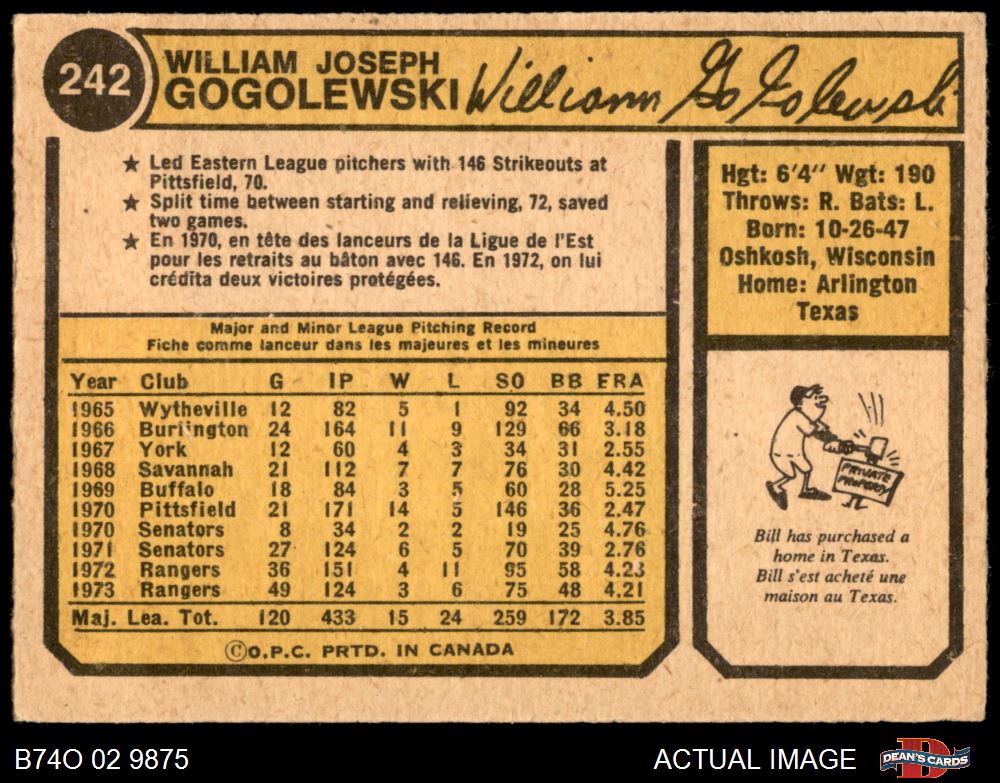 242
WILLIAM JOSEPH
GOGOLEWSKI
William GoGolewski
★ Led Eastern League pitchers with 146 Strikeouts at
Pittsfield, 70.
★ Split time between starting and relieving, 72, saved
two games.
★ En 1970, en tête des lanceurs de la Ligue de l'Est
pour les retraits au bâton avec 146. En 1972, on lui
crédita deux victoires protégées.
Major and Minor League Pitching Record
Fiche comme lanceur dans les majeures et les mineures
Year Club G IP W L SO BB ERA
1965 Wytheville 12 82 5 1 92 34 4.50
1966 Burlington 24 164 11 9 129 66 3.18
1967 York 12 60 4 3 34 31 2.55
1968 Savannah 21 112 7 7 76 30 4.42
1969 Buffalo 18 84 3 5 60 28 5.25
1970 Pittsfield 21 171 14 5 146 36 2.47
1970 Senators 8 34 2 2 19 25 4.76
1971 Senators 27 124 6 5 70 39 2.76
1972 Rangers 36 151 4 11 95 58 4.23
1973 Rangers 49 124 3 6 75 48 4.21
Maj. Lea. Tot. 120 433 15 24 259 172 3.85
©O.P.C. PRTD. IN CANADA
Hgt: 6'4" Wgt: 190
Throws: R. Bats: L.
Born: 10-26-47
Oshkosh, Wisconsin
Home: Arlington
Texas
PRIVATE
PROPERTY
Bill has purchased a
home in Texas.
Bill s'est acheté une
maison au Texas.
B74O 02 9875
ACTUAL IMAGE
DEAN'S CARDS